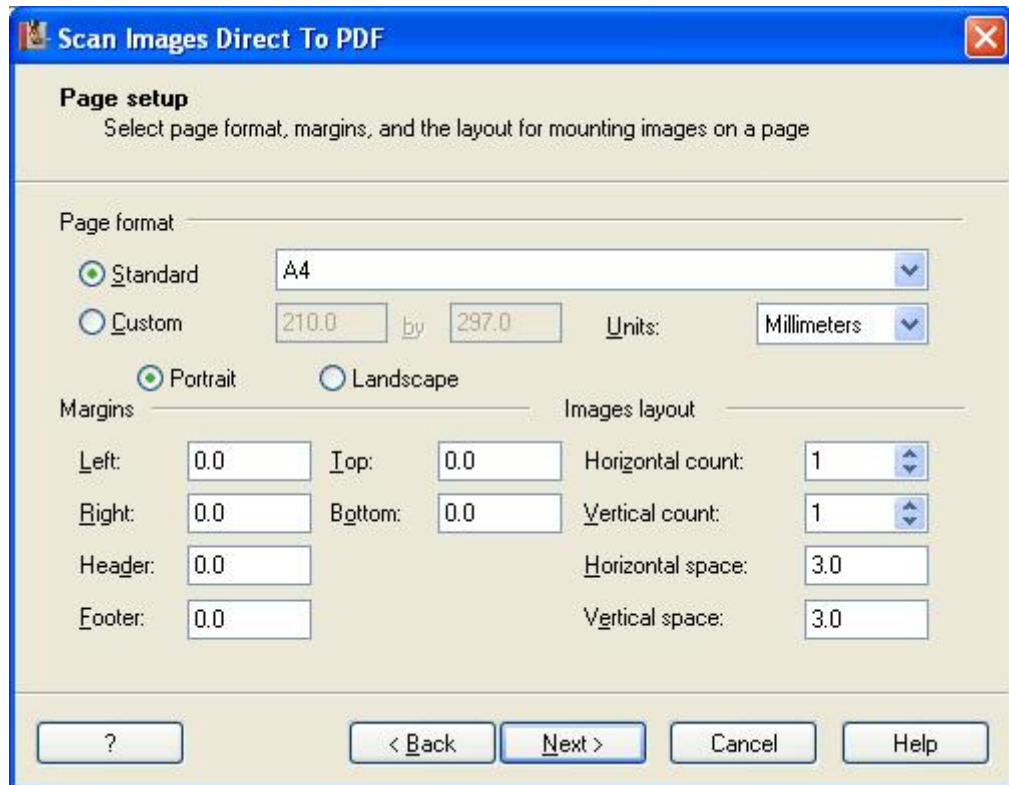 Scan Images Direct To PDF
Page setup
Select page format, margins, and the layout for mounting images on a page
Page format
Standard A4
Custom 210.0 by 297.0 Units: Millimeters
Portrait Landscape
Margins Images layout
Left: 0.0 Top: 0.0 Horizontal count: 1
Right: 0.0 Bottom: 0.0 Vertical count: 1
Header: 0.0 Horizontal space: 3.0
Footer: 0.0 Vertical space: 3.0
? < Back Next > Cancel Help